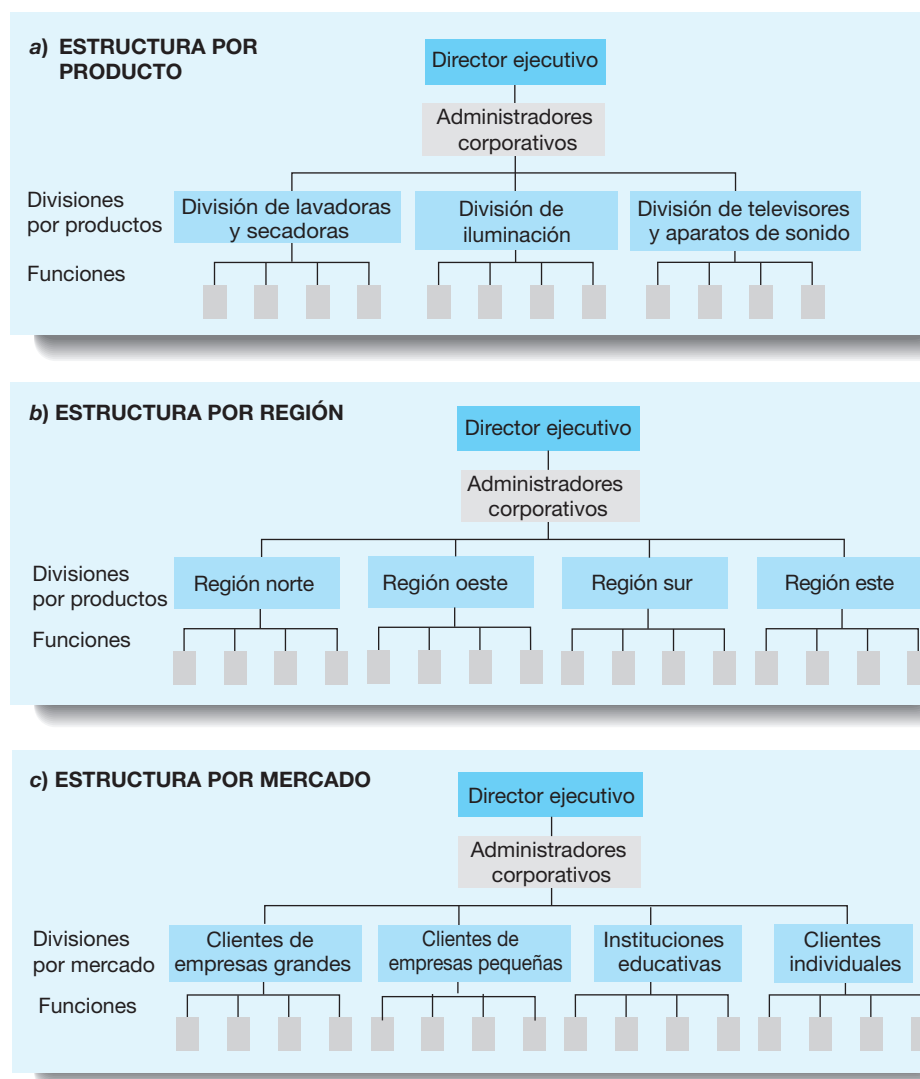 a) ESTRUCTURA POR
PRODUCTO
Director ejecutivo
Administradores
corporativos
Divisiones
por productos
División de lavadoras
y secadoras
División de
iluminación
División de televisores
y aparatos de sonido
Funciones
b) ESTRUCTURA POR REGIÓN
Director ejecutivo
Administradores
corporativos
Divisiones
por productos
Región norte
Región oeste
Región sur
Región este
Funciones
c) ESTRUCTURA POR MERCADO
Director ejecutivo
Administradores
corporativos
Divisiones
por mercado
Clientes de
empresas grandes
Clientes de
empresas pequeñas
Instituciones
educativas
Clientes
individuales
Funciones